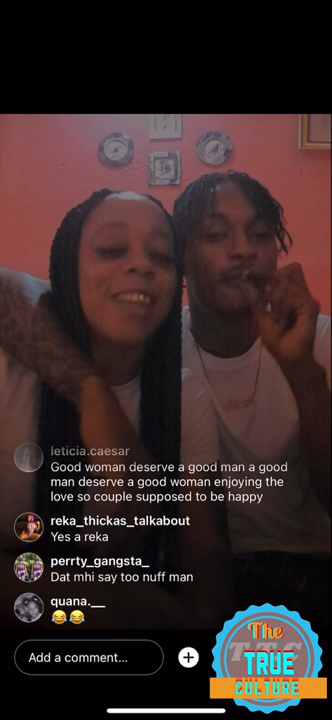 leticia.caesar
Good woman deserve a good man a good
man deserve a good woman enjoying the
love so couple supposed to be happy
reka_thickas_talkabout
Yes a reka
perrty_gangsta_
Dat mhi say too nuff man
quana.__
😂😂
Add a comment...
The
TTC
TRUE
CULTURE